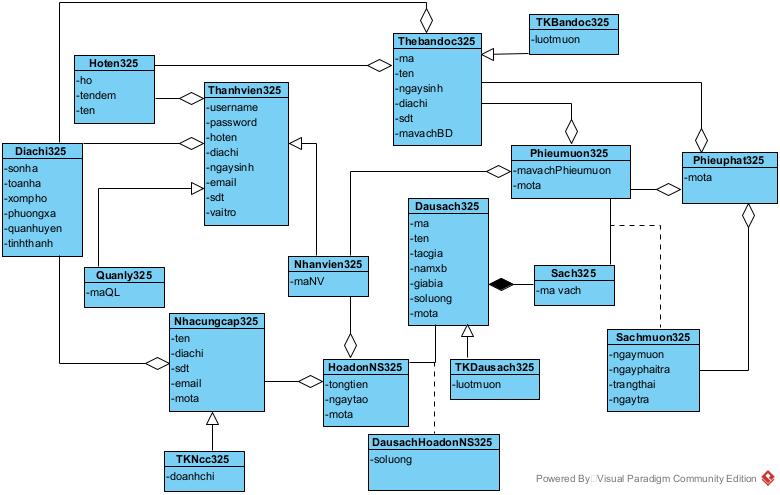 TKBandoc325
-luotmuon
Thebandoc325
-ma
-ten
-ngaysinh
-diachi
-sdt
-mavachBD
Hoten325
-ho
-tendem
-ten
Thanhvien325
-username
-password
-hoten
-diachi
-ngaysinh
-email
-sdt
-vaitro
Diachi325
-sonha
-toanha
-xompho
-phuongxa
-quanhuyen
-tinhthanh
Phieumuon325
-mavachPhieumuon
-mota
Phieuphat325
-mota
Dausach325
-ma
-ten
-tacgia
-namxb
-giabia
-soluong
-mota
Quanly325
-maQL
Nhanvien325
-maNV
Sach325
-ma vach
Nhacungcap325
-ten
-diachi
-sdt
-email
-mota
HoadonNS325
-tongtien
-ngaytao
-mota
TKDausach325
-luotmuon
Sachmuon325
-ngaymuon
-ngayphaitra
-trangthai
-ngaytra
TKNcc325
-doanhchi
DausachHoadonNS325
-soluong
Powered By Visual Paradigm Community Edition